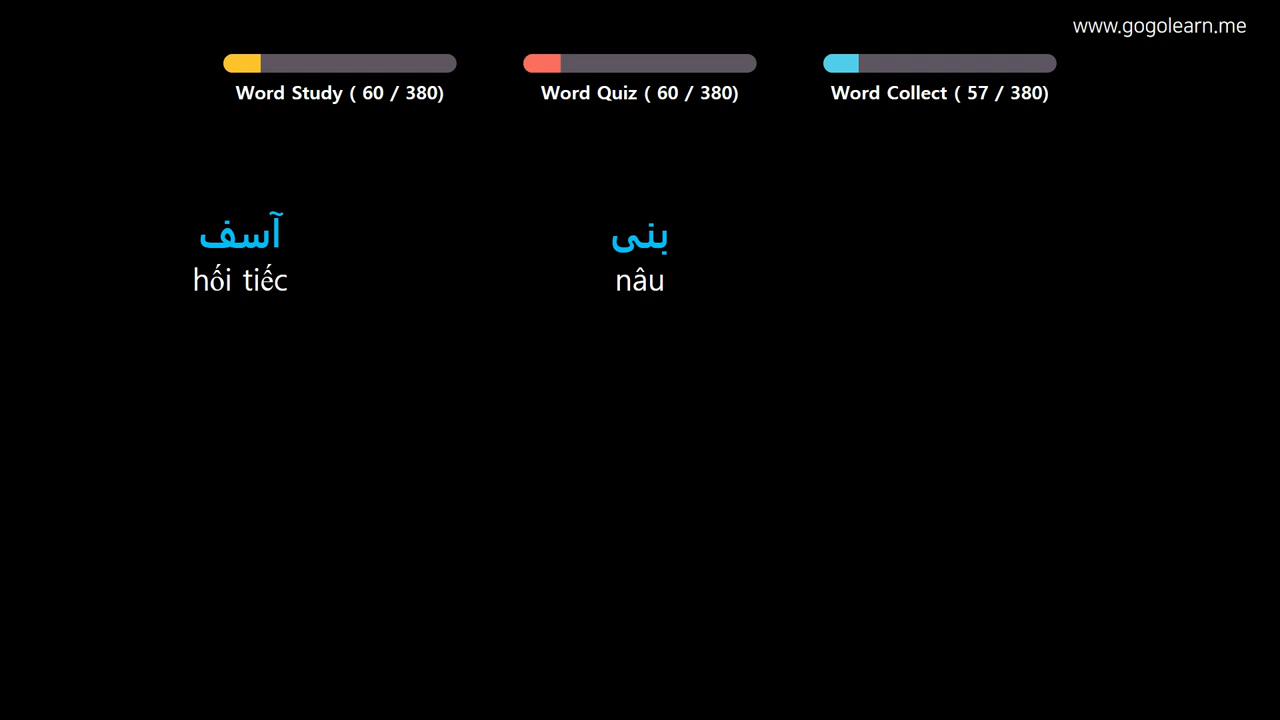 www.gogolearn.me
Word Study ( 60 / 380)
Word Quiz ( 60 / 380)
Word Collect ( 57 / 380)
آسف
hối tiếc
بنى
nâu